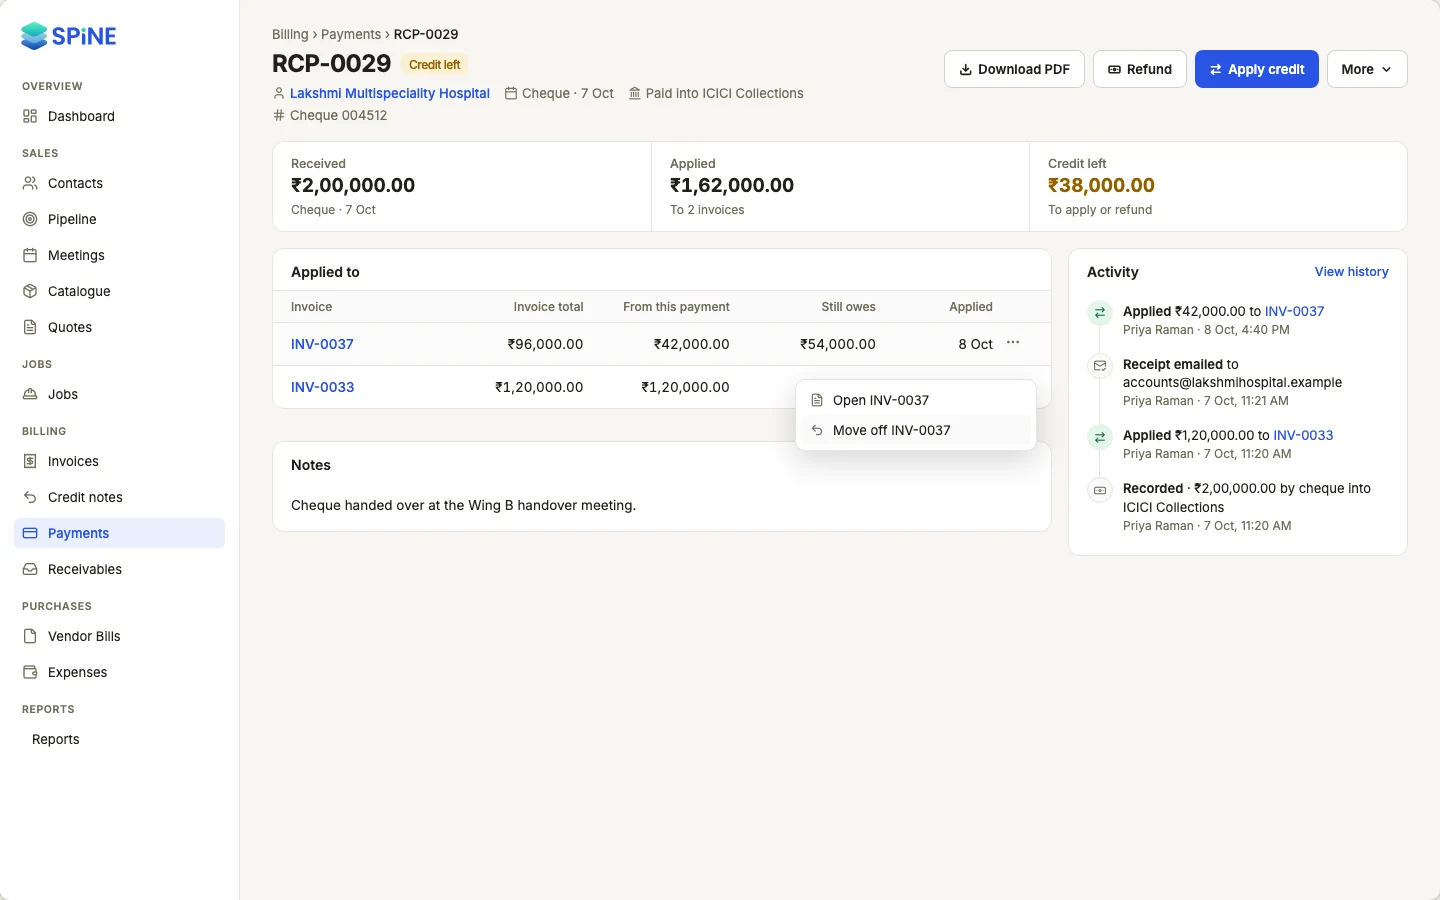 SPiNE
OVERVIEW
Dashboard
SALES
Contacts
Pipeline
Meetings
Catalogue
Quotes
JOBS
Jobs
BILLING
Invoices
Credit notes
Payments
Receivables
PURCHASES
Vendor Bills
Expenses
REPORTS
Reports
Billing › Payments › RCP-0029
RCP-0029 Credit left
Lakshmi Multispeciality Hospital Cheque · 7 Oct Paid into ICICI Collections
# Cheque 004512
Download PDF Refund Apply credit More
Received
₹2,00,000.00
Cheque · 7 Oct
Applied
₹1,62,000.00
To 2 invoices
Credit left
₹38,000.00
To apply or refund
Applied to
Invoice Invoice total From this payment Still owes Applied
INV-0037 ₹96,000.00 ₹42,000.00 ₹54,000.00 8 Oct ···
INV-0033 ₹1,20,000.00 ₹1,20,000.00
Open INV-0037
Move off INV-0037
Notes
Cheque handed over at the Wing B handover meeting.
Activity View history
Applied ₹42,000.00 to INV-0037
Priya Raman · 8 Oct, 4:40 PM
Receipt emailed to
accounts@lakshmihospital.example
Priya Raman · 7 Oct, 11:21 AM
Applied ₹1,20,000.00 to INV-0033
Priya Raman · 7 Oct, 11:20 AM
Recorded · ₹2,00,000.00 by cheque into
ICICI Collections
Priya Raman · 7 Oct, 11:20 AM